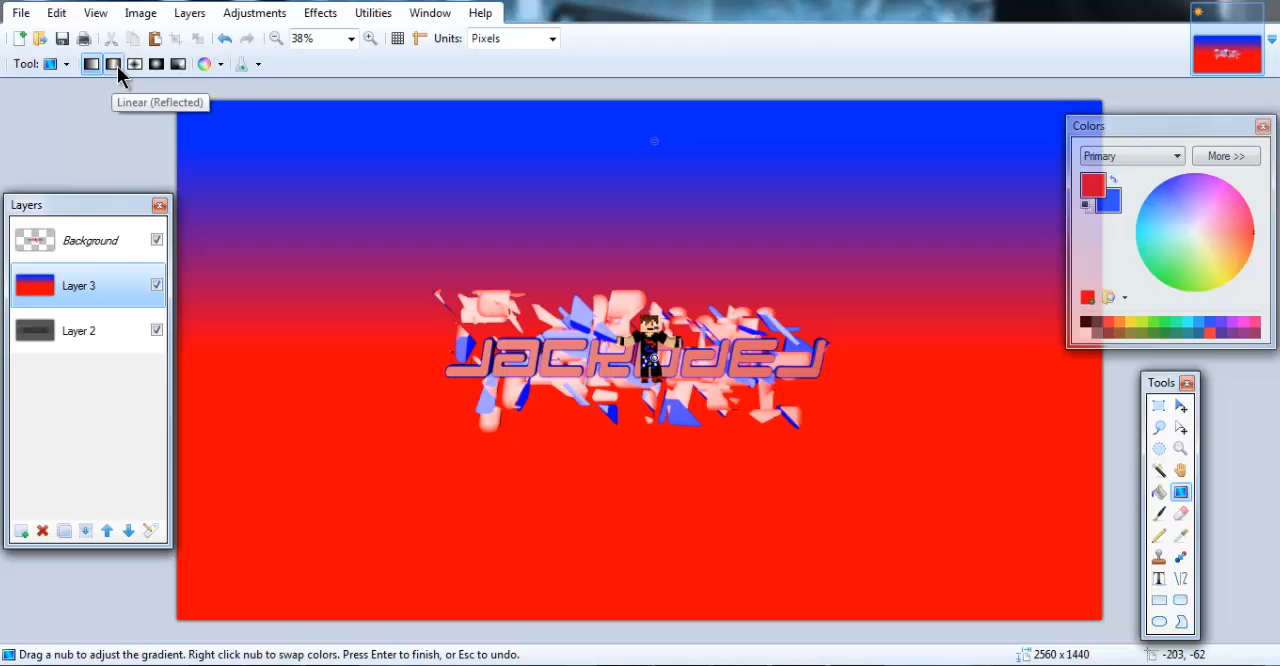 File Edit View Image Layers Adjustments Effects Utilities Window Help
38% Units: Pixels
Tool:
Linear (Reflected)
Colors
Primary More >>
Layers
Background
Layer 3
Layer 2
JACKODEJ
Tools
Drag a nub to adjust the gradient. Right click nub to swap colors. Press Enter to finish, or Esc to undo. 2560 x 1440 -203, -62